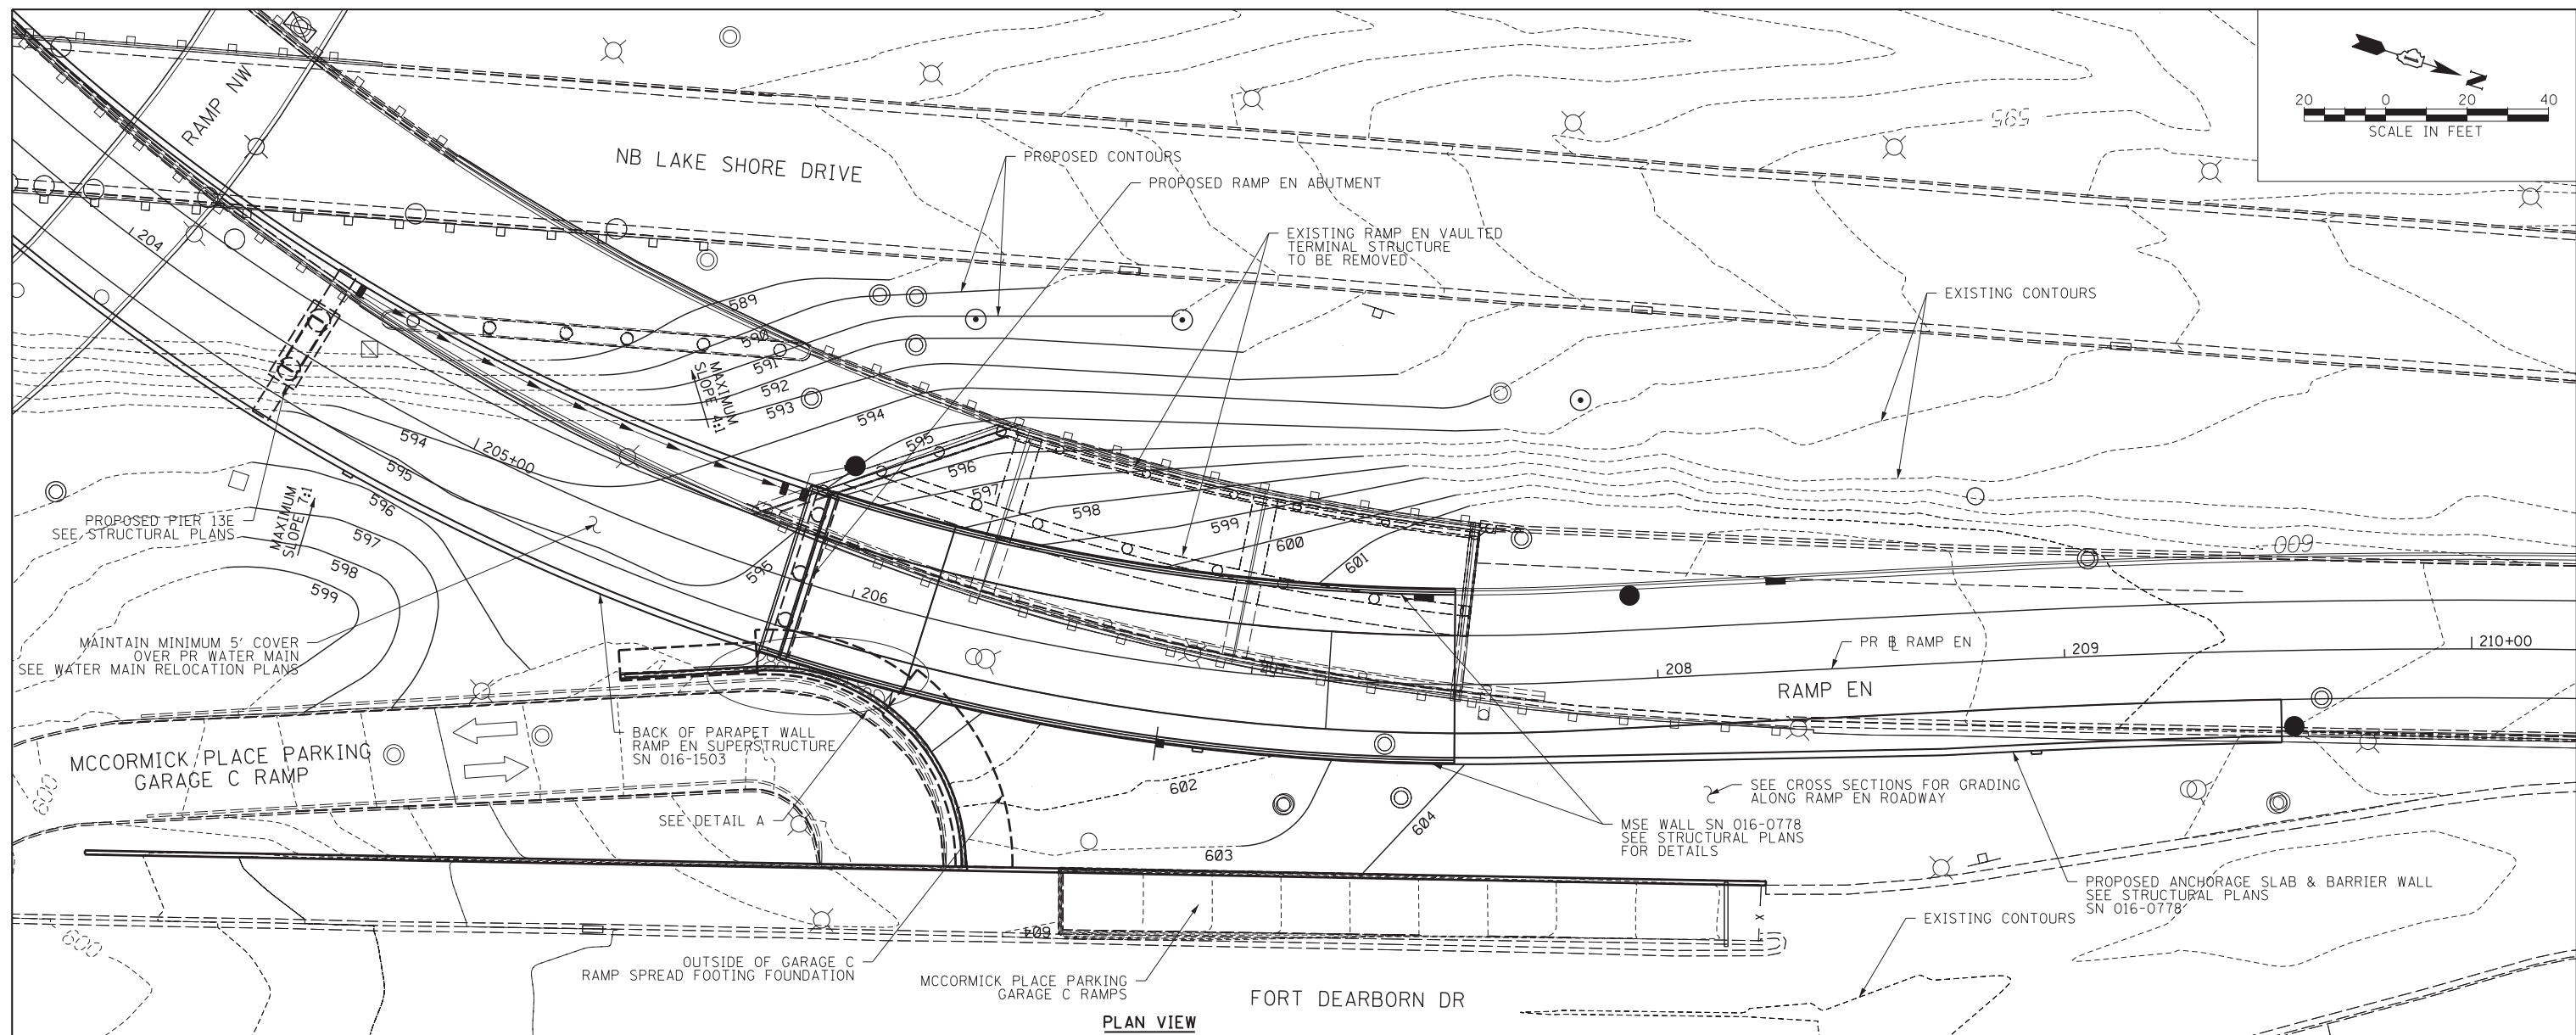 20 0 20 40
SCALE IN FEET
N
RAMP NW
NB LAKE SHORE DRIVE
PROPOSED CONTOURS
PROPOSED RAMP EN ABUTMENT
EXISTING RAMP EN VAULTED
TERMINAL STRUCTURE
TO BE REMOVED
EXISTING CONTOURS
585
204
589
590
591
592
593
594
595
596
597
598
599
600
601
MAXIMUM
SLOPE 4:1
594
205+00
595
596
597
598
599
MAXIMUM
SLOPE 7:1
PROPOSED PIER 13E
SEE STRUCTURAL PLANS
595
206
207
208
209
210+00
600
PR BL RAMP EN
RAMP EN
MAINTAIN MINIMUM 5' COVER
OVER PR WATER MAIN
SEE WATER MAIN RELOCATION PLANS
BACK OF PARAPET WALL
RAMP EN SUPERSTRUCTURE
SN 016-1503
MCCORMICK PLACE PARKING
GARAGE C RAMP
600
SEE DETAIL A
602
603
604
SEE CROSS SECTIONS FOR GRADING
ALONG RAMP EN ROADWAY
MSE WALL SN 016-0778
SEE STRUCTURAL PLANS
FOR DETAILS
PROPOSED ANCHORAGE SLAB & BARRIER WALL
SEE STRUCTURAL PLANS
SN 016-0778
EXISTING CONTOURS
604
OUTSIDE OF GARAGE C
RAMP SPREAD FOOTING FOUNDATION
MCCORMICK PLACE PARKING
GARAGE C RAMPS
FORT DEARBORN DR
PLAN VIEW